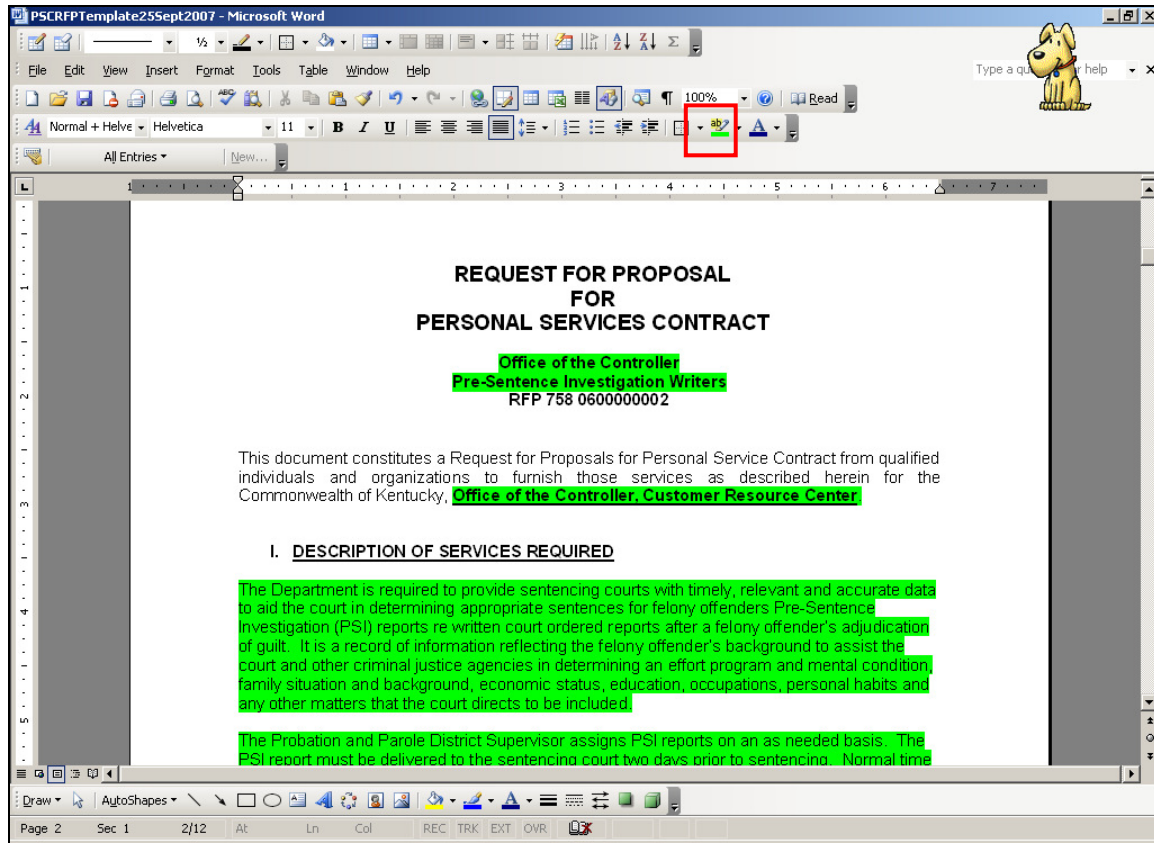 PSCRFPTemplate25Sept2007 - Microsoft Word
½
File Edit View Insert Format Tools Table Window Help
Type a qu r help
100% Read
Normal + Helve Helvetica 11 B I U
All Entries New...
1 1 2 3 4 5 6 7
REQUEST FOR PROPOSAL
FOR
PERSONAL SERVICES CONTRACT
Office of the Controller
Pre-Sentence Investigation Writers
RFP 758 0600000002
This document constitutes a Request for Proposals for Personal Service Contract from qualified
individuals and organizations to furnish those services as described herein for the
Commonwealth of Kentucky, Office of the Controller, Customer Resource Center.
I. DESCRIPTION OF SERVICES REQUIRED
The Department is required to provide sentencing courts with timely, relevant and accurate data
to aid the court in determining appropriate sentences for felony offenders Pre-Sentence
Investigation (PSI) reports re written court ordered reports after a felony offender's adjudication
of guilt. It is a record of information reflecting the felony offender's background to assist the
court and other criminal justice agencies in determining an effort program and mental condition,
family situation and background, economic status, education, occupations, personal habits and
any other matters that the court directs to be included.
The Probation and Parole District Supervisor assigns PSI reports on an as needed basis. The
PSI report must be delivered to the sentencing court two days prior to sentencing. Normal time
Draw AutoShapes
Page 2 Sec 1 2/12 At Ln Col REC TRK EXT OVR